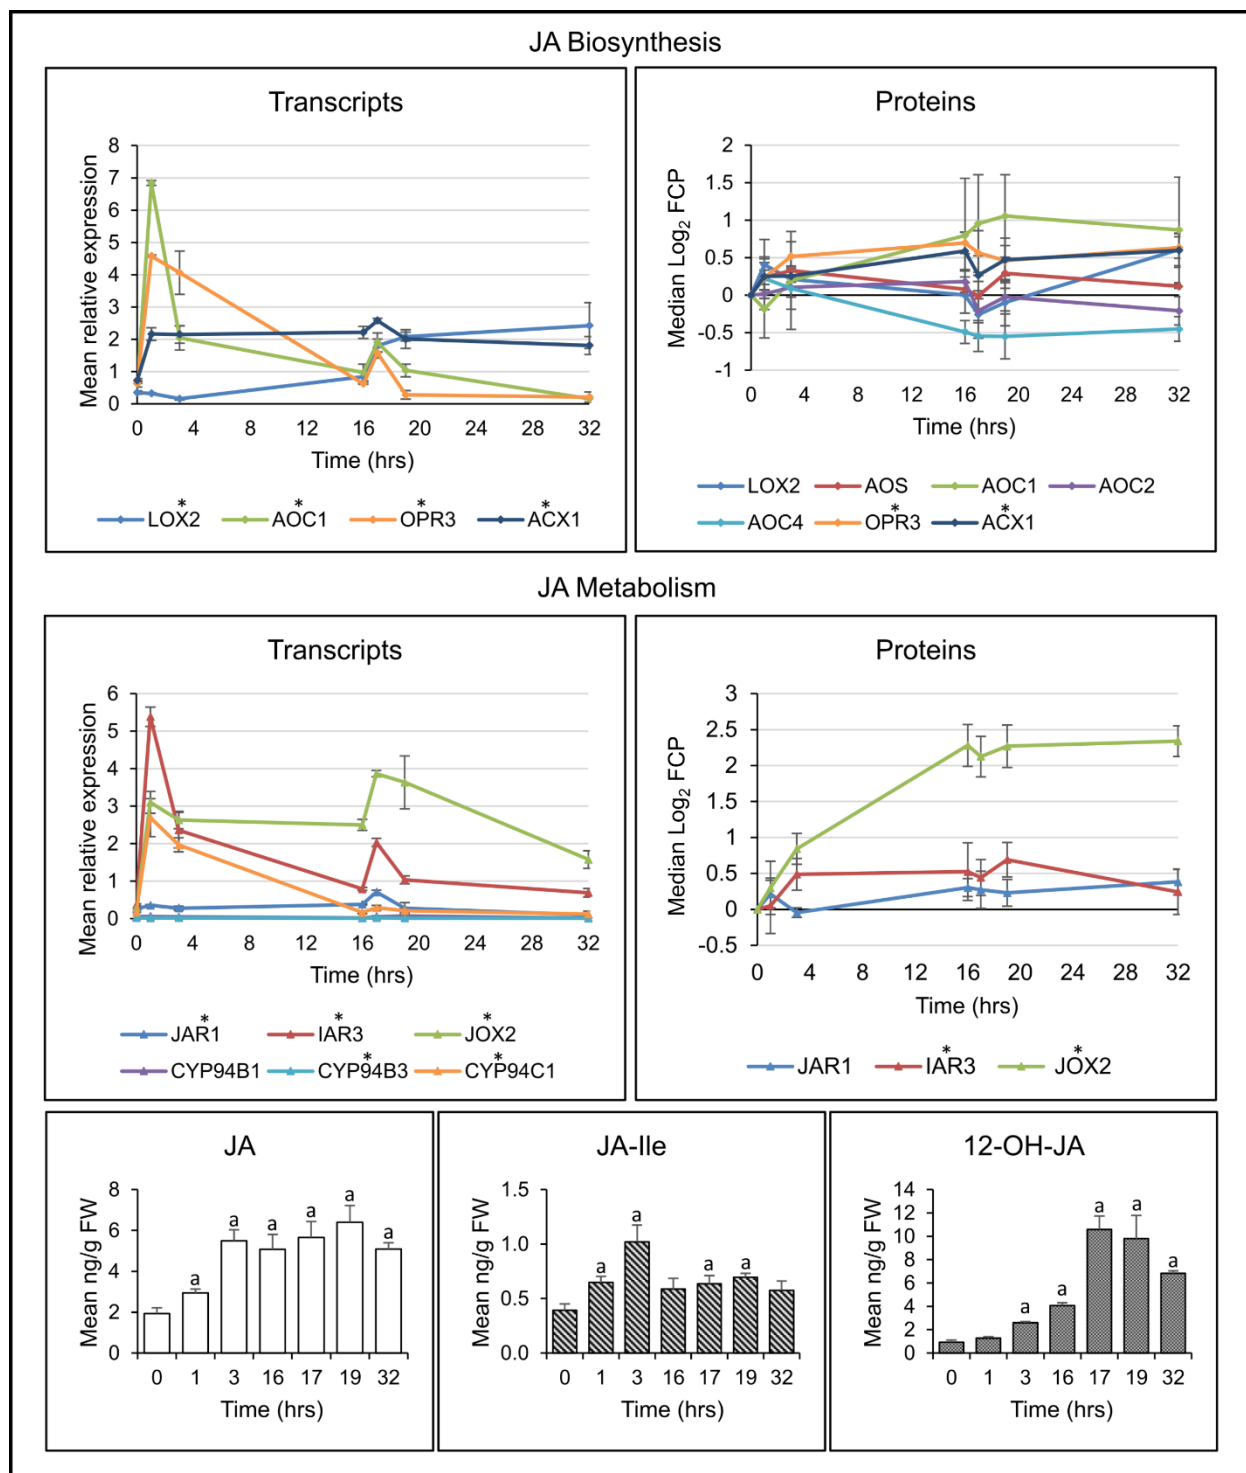 JA Biosynthesis
Transcripts
Mean relative expression
8
7
6
5
4
3
2
1
0
0 4 8 12 16 20 24 28 32
Time (hrs)
* * * *
LOX2 AOC1 OPR3 ACX1
Proteins
Median Log2 FCP
2
1.5
1
0.5
0
-0.5
-1
0 4 8 12 16 20 24 28 32
Time (hrs)
LOX2 AOS AOC1 AOC2
* *
AOC4 OPR3 ACX1
JA Metabolism
Transcripts
Mean relative expression
6
5
4
3
2
1
0
0 4 8 12 16 20 24 28 32
Time (hrs)
* * *
JAR1 IAR3 JOX2
* *
CYP94B1 CYP94B3 CYP94C1
Proteins
Median Log2 FCP
3
2.5
2
1.5
1
0.5
0
-0.5
0 4 8 12 16 20 24 28 32
Time (hrs)
* *
JAR1 IAR3 JOX2
JA
Mean ng/g FW
8
6
4
2
0
a a a a a a
0 1 3 16 17 19 32
Time (hrs)
JA-Ile
Mean ng/g FW
1.5
1.0
0.5
0.0
a a a a
0 1 3 16 17 19 32
Time (hrs)
12-OH-JA
Mean ng/g FW
14
12
10
8
6
4
2
0
a a a a a
0 1 3 16 17 19 32
Time (hrs)